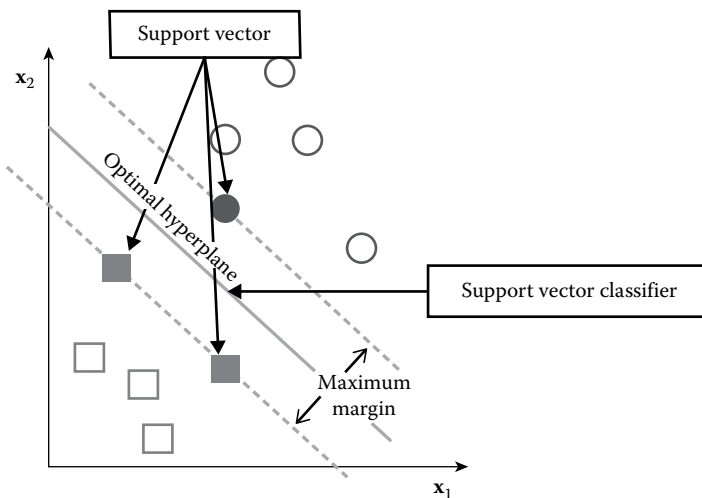 Support vector
x2
Optimal hyperplane
Support vector classifier
Maximum
margin
x1